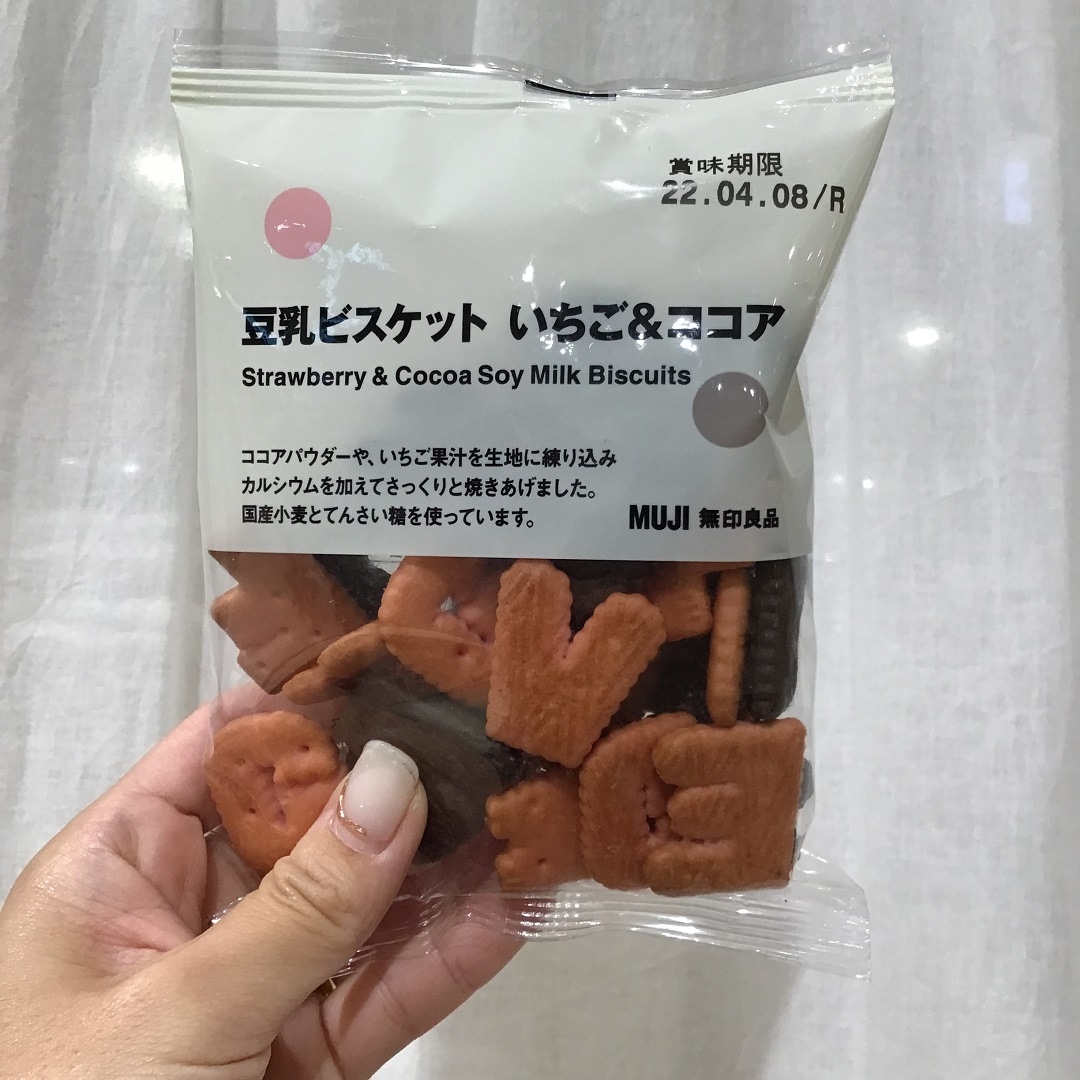 賞味期限
22.04.08/R
豆乳ビスケット いちご&ココア
Strawberry & Cocoa Soy Milk Biscuits
ココアパウダーや、いちご果汁を生地に練り込み
カルシウムを加えてさっくりと焼きあげました。
国産小麦とてんさい糖を使っています。
MUJI 無印良品